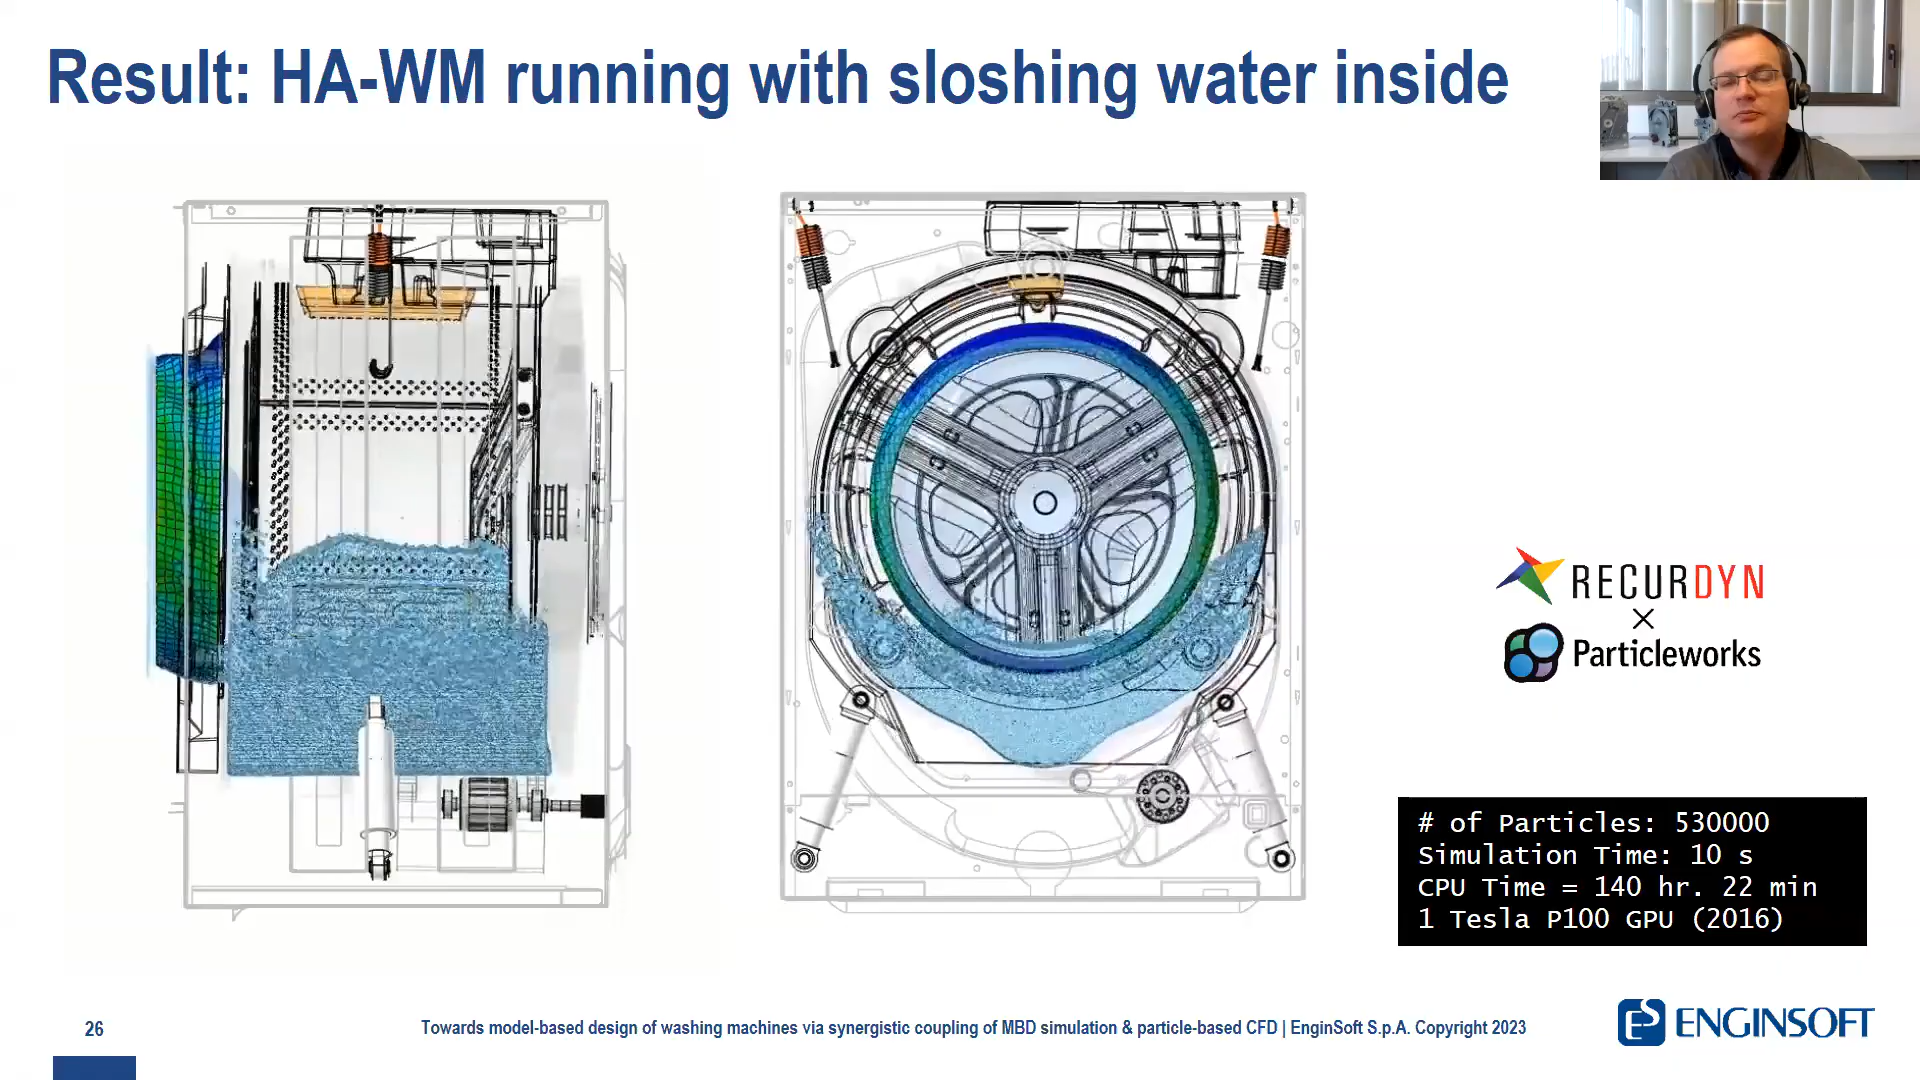 Result: HA-WM running with sloshing water inside
RECURDYN
×
Particleworks
# of Particles: 530000
Simulation Time: 10 s
CPU Time = 140 hr. 22 min
1 Tesla P100 GPU (2016)
26
Towards model-based design of washing machines via synergistic coupling of MBD simulation & particle-based CFD | EnginSoft S.p.A. Copyright 2023
ES ENGINSOFT